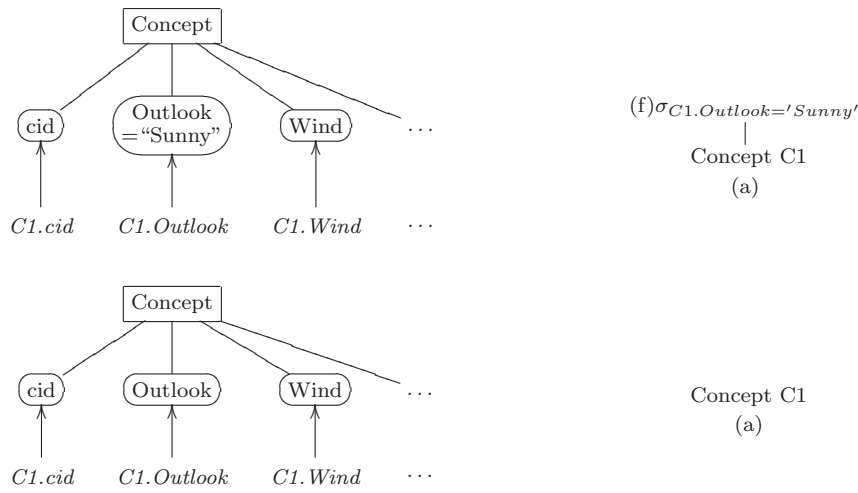 Concept
cid
Outlook
="Sunny"
Wind
...
C1.cid
C1.Outlook
C1.Wind
...
(f)σC1.Outlook='Sunny'
Concept C1
(a)
Concept
cid
Outlook
Wind
...
C1.cid
C1.Outlook
C1.Wind
...
Concept C1
(a)